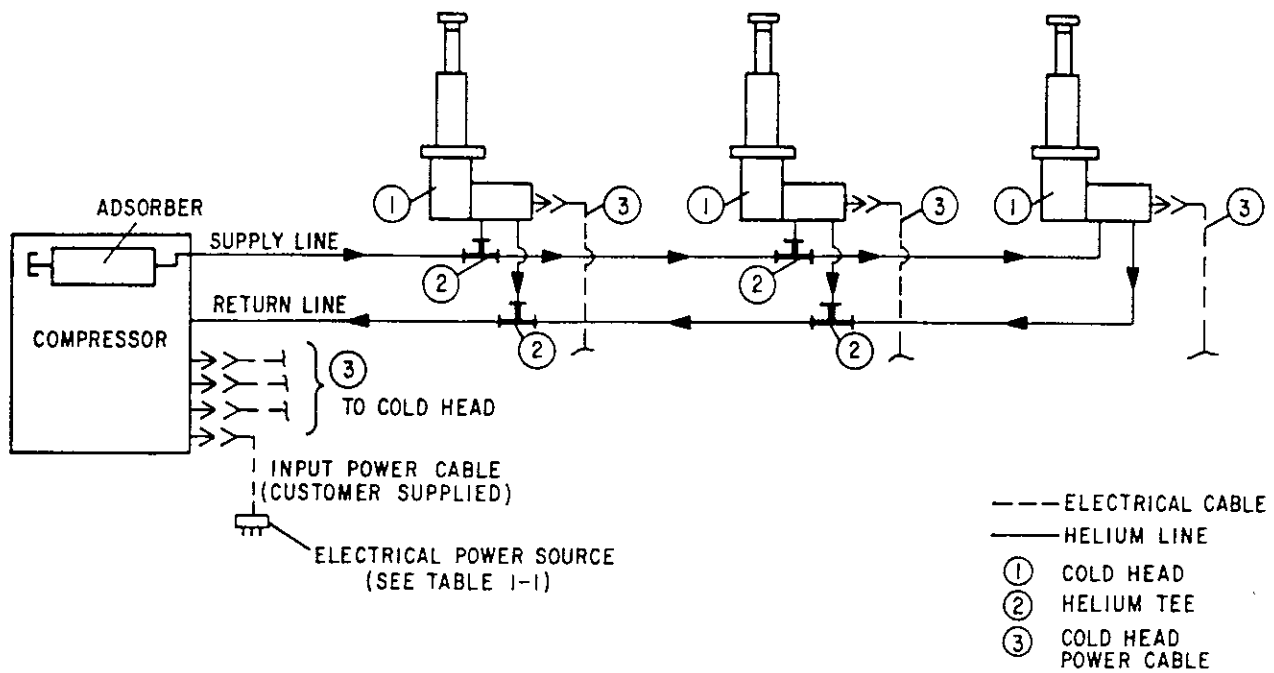 1
3
1
3
1
3
ADSORBER
SUPPLY LINE
2
2
RETURN LINE
2
2
COMPRESSOR
3
TO COLD HEAD
INPUT POWER CABLE
(CUSTOMER SUPPLIED)
ELECTRICAL POWER SOURCE
(SEE TABLE 1-1)
ELECTRICAL CABLE
HELIUM LINE
1 COLD HEAD
2 HELIUM TEE
3 COLD HEAD
POWER CABLE